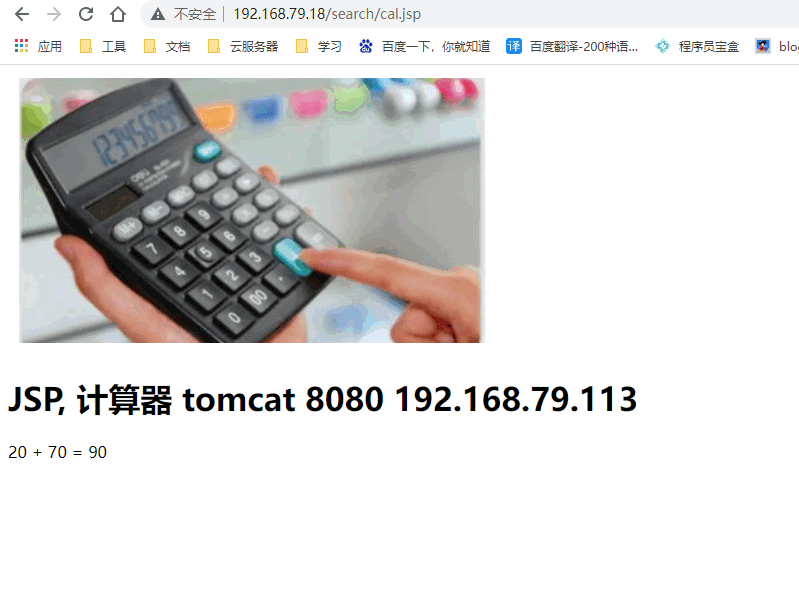 不安全 192.168.79.18/search/cal.jsp
应用 工具 文档 云服务器 学习 百度一下，你就知道 译 百度翻译-200种语... 程序员宝盒 blo
123456789
M+ M-
7 8 9
4 5 6
1 2 3
0 00 .
JSP, 计算器 tomcat 8080 192.168.79.113
20 + 70 = 90